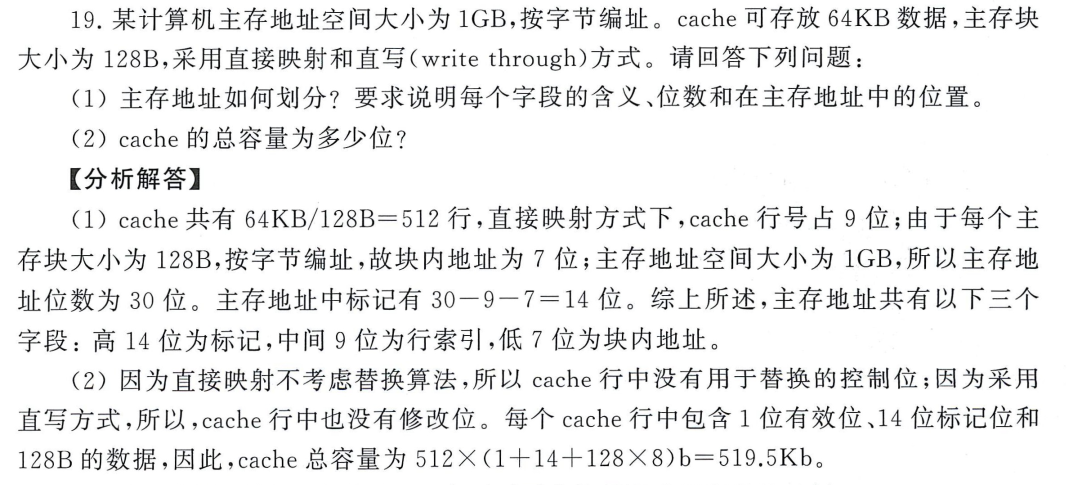 19. 某计算机主存地址空间大小为 1GB,按字节编址。cache 可存放 64KB 数据,主存块
大小为 128B,采用直接映射和直写(write through)方式。请回答下列问题:
(1) 主存地址如何划分? 要求说明每个字段的含义、位数和在主存地址中的位置。
(2) cache 的总容量为多少位?
【分析解答】
(1) cache 共有 64KB/128B=512 行,直接映射方式下,cache 行号占 9 位;由于每个主
存块大小为 128B,按字节编址,故块内地址为 7 位;主存地址空间大小为 1GB,所以主存地
址位数为 30 位。主存地址中标记有 30-9-7=14 位。综上所述,主存地址共有以下三个
字段: 高 14 位为标记,中间 9 位为行索引,低 7 位为块内地址。
(2) 因为直接映射不考虑替换算法,所以 cache 行中没有用于替换的控制位;因为采用
直写方式,所以,cache 行中也没有修改位。每个 cache 行中包含 1 位有效位、14 位标记位和
128B 的数据,因此,cache 总容量为 512×(1+14+128×8)b=519.5Kb。